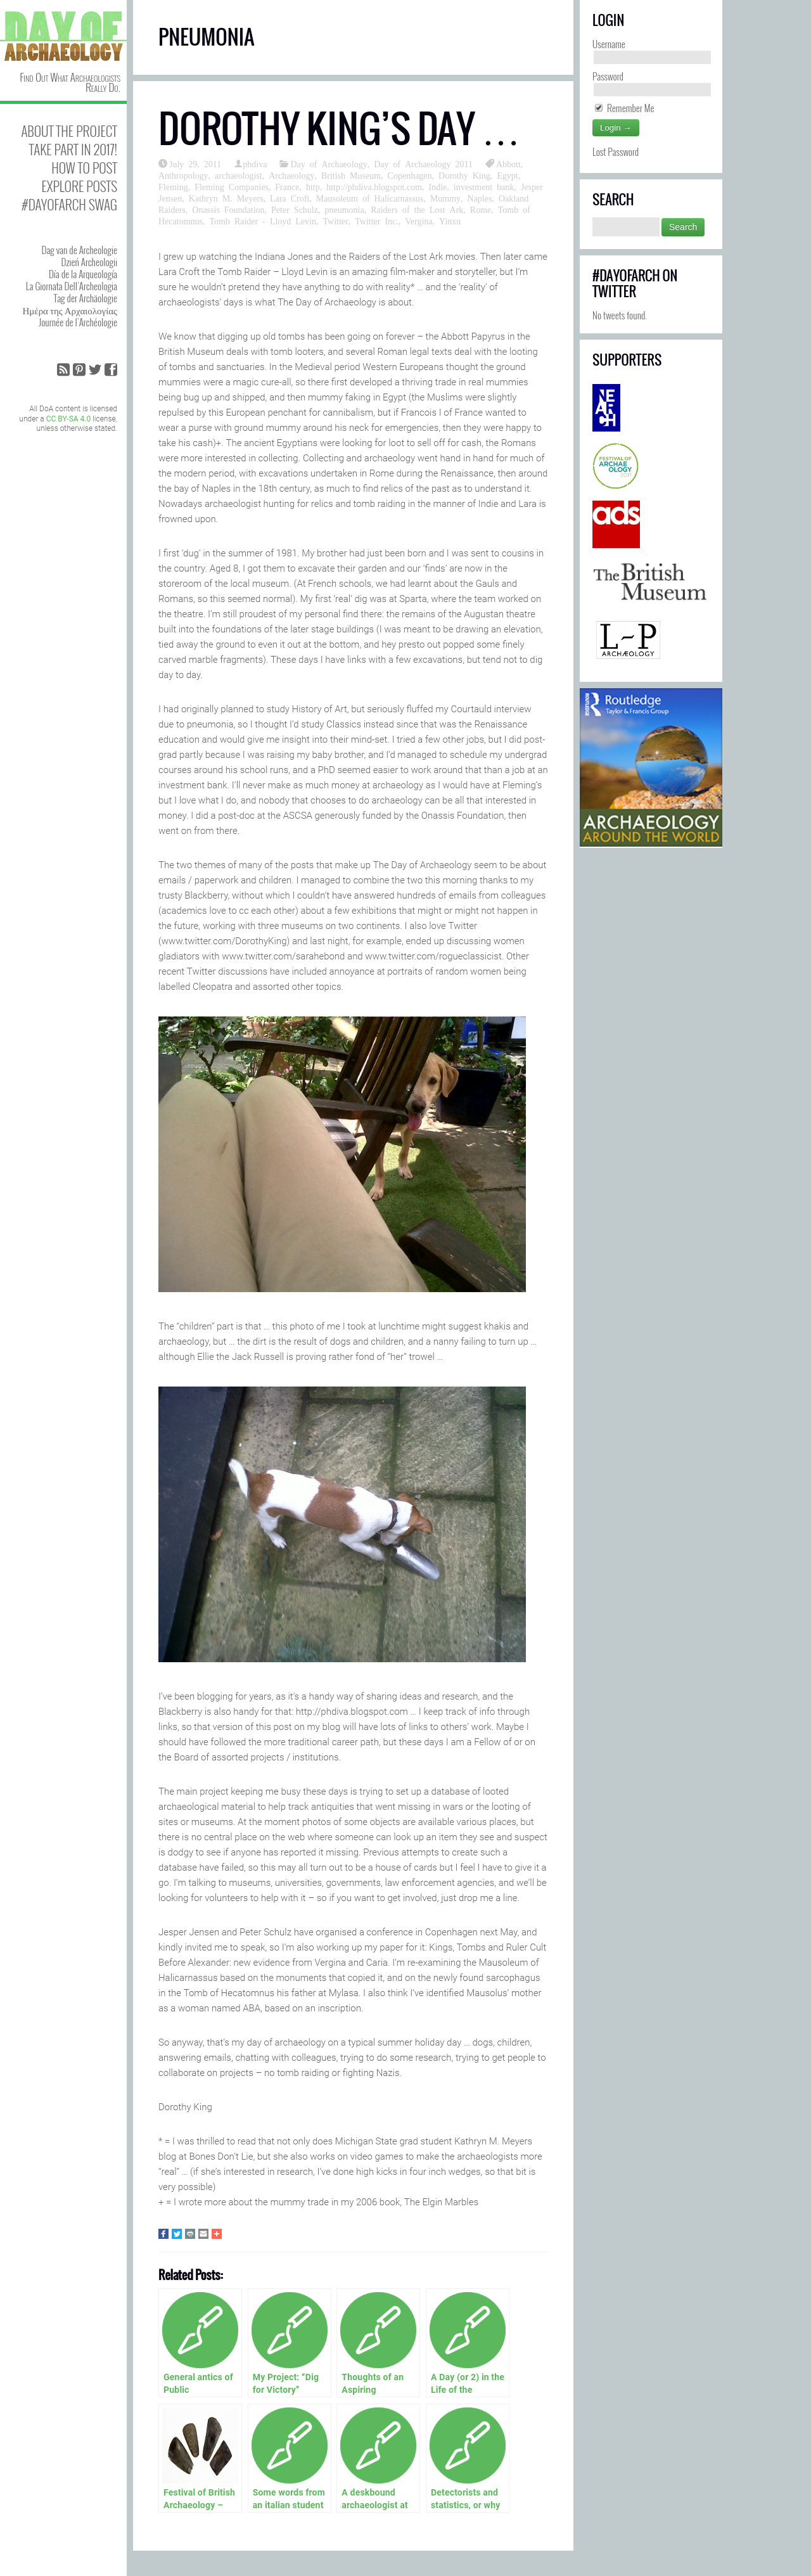 DAY OF
ARCHAEOLOGY
Find Out What Archaeologists
Really Do.
ABOUT THE PROJECT
TAKE PART IN 2017!
HOW TO POST
EXPLORE POSTS
#DAYOFARCH SWAG
Dag van de Archeologie
Dzień Archeologii
Día de la Arqueología
La Giornata Dell'Archeologia
Tag der Archäologie
Ημέρα της Αρχαιολογίας
Journée de l'Archéologie
All DoA content is licensed
under a CC BY-SA 4.0 license,
unless otherwise stated.
PNEUMONIA
DOROTHY KING'S DAY …
July 29, 2011 phdiva Day of Archaeology, Day of Archaeology 2011 Abbott,
Anthropology, archaeologist, Archaeology, British Museum, Copenhagen, Dorothy King, Egypt,
Fleming, Fleming Companies, France, http, http://phdiva.blogspot.com, Indie, investment bank, Jesper
Jensen, Kathryn M. Meyers, Lara Croft, Mausoleum of Halicarnassus, Mummy, Naples, Oakland
Raiders, Onassis Foundation, Peter Schulz, pneumonia, Raiders of the Lost Ark, Rome, Tomb of
Hecatomnus, Tomb Raider - Lloyd Levin, Twitter, Twitter Inc., Vergina, Yinxu
I grew up watching the Indiana Jones and the Raiders of the Lost Ark movies. Then later came
Lara Croft the Tomb Raider – Lloyd Levin is an amazing film-maker and storyteller, but I'm
sure he wouldn't pretend they have anything to do with reality* … and the 'reality' of
archaeologists' days is what The Day of Archaeology is about.
We know that digging up old tombs has been going on forever – the Abbott Papyrus in the
British Museum deals with tomb looters, and several Roman legal texts deal with the looting
of tombs and sanctuaries. In the Medieval period Western Europeans thought the ground
mummies were a magic cure-all, so there first developed a thriving trade in real mummies
being bug up and shipped, and then mummy faking in Egypt (the Muslims were slightly
repulsed by this European penchant for cannibalism, but if Francois I of France wanted to
wear a purse with ground mummy around his neck for emergencies, then they were happy to
take his cash)+. The ancient Egyptians were looking for loot to sell off for cash, the Romans
were more interested in collecting. Collecting and archaeology went hand in hand for much of
the modern period, with excavations undertaken in Rome during the Renaissance, then around
the bay of Naples in the 18th century, as much to find relics of the past as to understand it.
Nowadays archaeologist hunting for relics and tomb raiding in the manner of Indie and Lara is
frowned upon.
I first 'dug' in the summer of 1981. My brother had just been born and I was sent to cousins in
the country. Aged 8, I got them to excavate their garden and our 'finds' are now in the
storeroom of the local museum. (At French schools, we had learnt about the Gauls and
Romans, so this seemed normal). My first 'real' dig was at Sparta, where the team worked on
the theatre. I'm still proudest of my personal find there: the remains of the Augustan theatre
built into the foundations of the later stage buildings (I was meant to be drawing an elevation,
tied away the ground to even it out at the bottom, and hey presto out popped some finely
carved marble fragments). These days I have links with a few excavations, but tend not to dig
day to day.
I had originally planned to study History of Art, but seriously fluffed my Courtauld interview
due to pneumonia, so I thought I'd study Classics instead since that was the Renaissance
education and would give me insight into their mind-set. I tried a few other jobs, but I did post-
grad partly because I was raising my baby brother, and I'd managed to schedule my undergrad
courses around his school runs, and a PhD seemed easier to work around that than a job at an
investment bank. I'll never make as much money at archaeology as I would have at Fleming's
but I love what I do, and nobody that chooses to do archaeology can be all that interested in
money. I did a post-doc at the ASCSA generously funded by the Onassis Foundation, then
went on from there.
The two themes of many of the posts that make up The Day of Archaeology seem to be about
emails / paperwork and children. I managed to combine the two this morning thanks to my
trusty Blackberry, without which I couldn't have answered hundreds of emails from colleagues
(academics love to cc each other) about a few exhibitions that might or might not happen in
the future, working with three museums on two continents. I also love Twitter
(www.twitter.com/DorothyKing) and last night, for example, ended up discussing women
gladiators with www.twitter.com/sarahebond and www.twitter.com/rogueclassicist. Other
recent Twitter discussions have included annoyance at portraits of random women being
labelled Cleopatra and assorted other topics.
The "children" part is that … this photo of me I took at lunchtime might suggest khakis and
archaeology, but … the dirt is the result of dogs and children, and a nanny failing to turn up …
although Ellie the Jack Russell is proving rather fond of "her" trowel …
I've been blogging for years, as it's a handy way of sharing ideas and research, and the
Blackberry is also handy for that: http://phdiva.blogspot.com … I keep track of info through
links, so that version of this post on my blog will have lots of links to others' work. Maybe I
should have followed the more traditional career path, but these days I am a Fellow of or on
the Board of assorted projects / institutions.
The main project keeping me busy these days is trying to set up a database of looted
archaeological material to help track antiquities that went missing in wars or the looting of
sites or museums. At the moment photos of some objects are available various places, but
there is no central place on the web where someone can look up an item they see and suspect
is dodgy to see if anyone has reported it missing. Previous attempts to create such a
database have failed, so this may all turn out to be a house of cards but I feel I have to give it a
go. I'm talking to museums, universities, governments, law enforcement agencies, and we'll be
looking for volunteers to help with it – so if you want to get involved, just drop me a line.
Jesper Jensen and Peter Schulz have organised a conference in Copenhagen next May, and
kindly invited me to speak, so I'm also working up my paper for it: Kings, Tombs and Ruler Cult
Before Alexander: new evidence from Vergina and Caria. I'm re-examining the Mausoleum of
Halicarnassus based on the monuments that copied it, and on the newly found sarcophagus
in the Tomb of Hecatomnus his father at Mylasa. I also think I've identified Mausolus' mother
as a woman named ABA, based on an inscription.
So anyway, that's my day of archaeology on a typical summer holiday day … dogs, children,
answering emails, chatting with colleagues, trying to do some research, trying to get people to
collaborate on projects – no tomb raiding or fighting Nazis.
Dorothy King
* = I was thrilled to read that not only does Michigan State grad student Kathryn M. Meyers
blog at Bones Don't Lie, but she also works on video games to make the archaeologists more
"real" … (if she's interested in research, I've done high kicks in four inch wedges, so that bit is
very possible)
+ = I wrote more about the mummy trade in my 2006 book, The Elgin Marbles
Related Posts:
General antics of
Public
My Project: "Dig
for Victory"
Thoughts of an
Aspiring
A Day (or 2) in the
Life of the
Festival of British
Archaeology –
Some words from
an italian student
A deskbound
archaeologist at
Detectorists and
statistics, or why
LOGIN
Username
Password
Remember Me
Login →
Lost Password
SEARCH
Search
#DAYOFARCH ON
TWITTER
No tweets found.
SUPPORTERS
NEARCH
FESTIVAL OF
ARCHAE
OLOGY
2017
ads
The British
Museum
L–P
ARCHÆOLOGY
Routledge
Taylor & Francis Group
ARCHAEOLOGY
AROUND THE WORLD